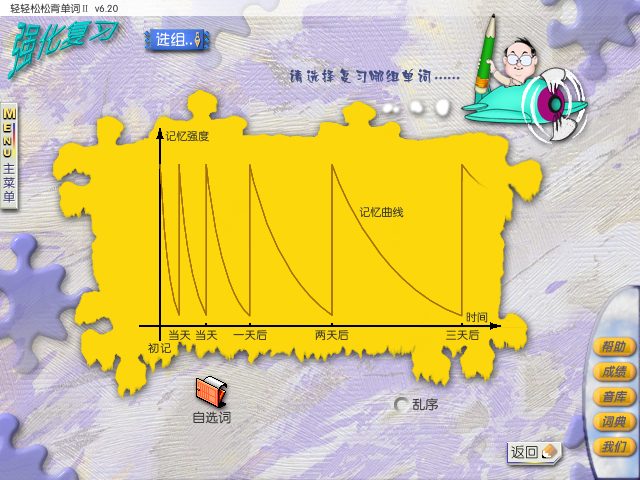 轻轻松松背单词Ⅱ v6.20
强化复习
选组..
请选择复习哪组单词……
MENU
主菜单
记忆强度
记忆曲线
时间
当天 当天 一天后 两天后 三天后
初记
自选词
乱序
帮助
成绩
音库
词典
我们
返回